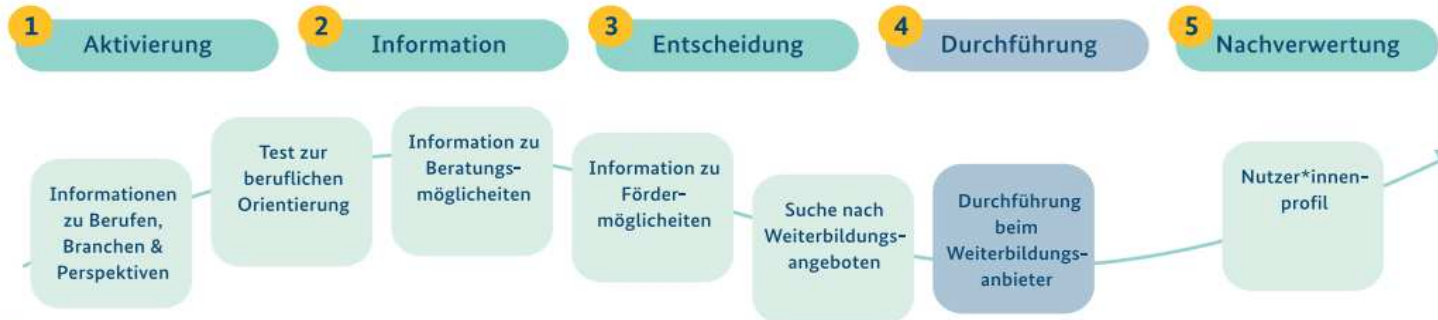 1 Aktivierung
2 Information
3 Entscheidung
4 Durchführung
5 Nachverwertung
Informationen
zu Berufen,
Branchen &
Perspektiven
Test zur
beruflichen
Orientierung
Information zu
Beratungs-
möglicheiten
Information zu
Förder-
möglicheiten
Suche nach
Weiterbildungs-
angeboten
Durchführung
beim
Weiterbildungs-
anbieter
Nutzer*innen-
profil